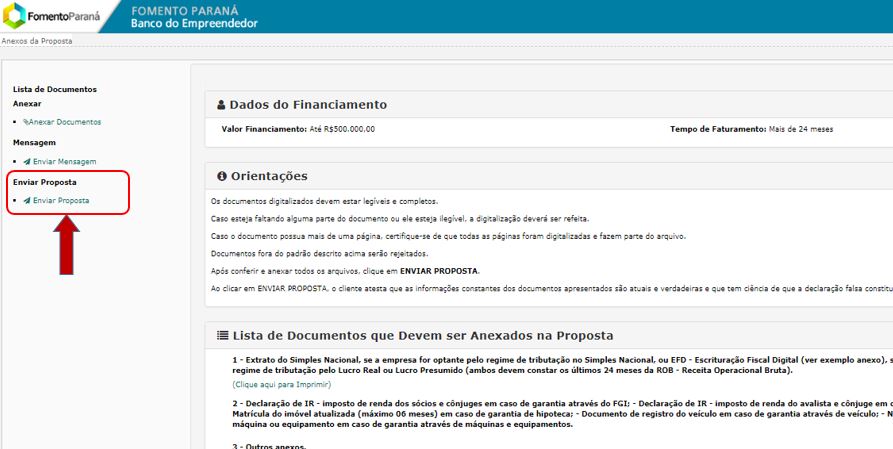 FomentoParaná
FOMENTO PARANÁ
Banco do Empreendedor
Anexos da Proposta
Lista de Documentos
Anexar
Anexar Documentos
Mensagem
Enviar Mensagem
Enviar Proposta
Enviar Proposta
Dados do Financiamento
Valor Financiamento: Até R$500.000.00 Tempo de Faturamento: Mais de 24 meses
Orientações
Os documentos digitalizados devem estar legíveis e completos.
Caso esteja faltando alguma parte do documento ou ele esteja ilegível, a digitalização deverá ser refeita.
Caso o documento possua mais de uma página, certifique-se de que todas as páginas foram digitalizadas e fazem parte do arquivo.
Documentos fora do padrão descrito acima serão rejeitados.
Após conferir e anexar todos os arquivos, clique em ENVIAR PROPOSTA.
Ao clicar em ENVIAR PROPOSTA, o cliente atesta que as informações constantes dos documentos apresentados são atuais e verdadeiras e que tem ciência de que a declaração falsa constitu
Lista de Documentos que Devem ser Anexados na Proposta
1 - Extrato do Simples Nacional, se a empresa for optante pelo regime de tributação no Simples Nacional, ou EFD - Escrituração Fiscal Digital (ver exemplo anexo), s
regime de tributação pelo Lucro Real ou Lucro Presumido (ambos devem constar os últimos 24 meses da ROB - Receita Operacional Bruta).
(Clique aqui para Imprimir)
2 - Declaração de IR - imposto de renda dos sócios e cônjuges em caso de garantia através do FGI; - Declaração de IR - imposto de renda do avalista e cônjuge em c
Matrícula do imóvel atualizada (máximo 06 meses) em caso de garantia de hipoteca; - Documento de registro do veículo em caso de garantia através de veículo; - N
máquina ou equipamento em caso de garantia através de máquinas e equipamentos.
3 - Outros anexos.